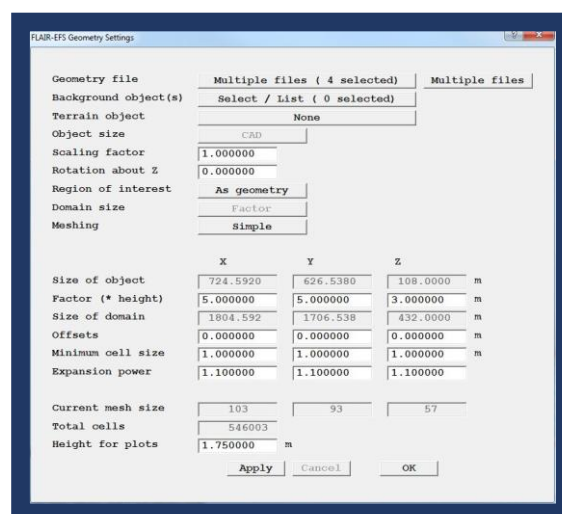 FLAIR-EFS Geometry Settings
Geometry file Multiple files ( 4 selected) Multiple files
Background object(s) Select / List ( 0 selected)
Terrain object None
Object size CAD
Scaling factor 1.000000
Rotation about Z 0.000000
Region of interest As geometry
Domain size Factor
Meshing Simple
X Y Z
Size of object 724.5920 626.5380 108.0000 m
Factor (* height) 5.000000 5.000000 3.000000 m
Size of domain 1804.592 1706.538 432.0000 m
Offsets 0.000000 0.000000 0.000000 m
Minimum cell size 1.000000 1.000000 1.000000 m
Expansion power 1.100000 1.100000 1.100000
Current mesh size 103 93 57
Total cells 546003
Height for plots 1.750000 m
Apply Cancel OK